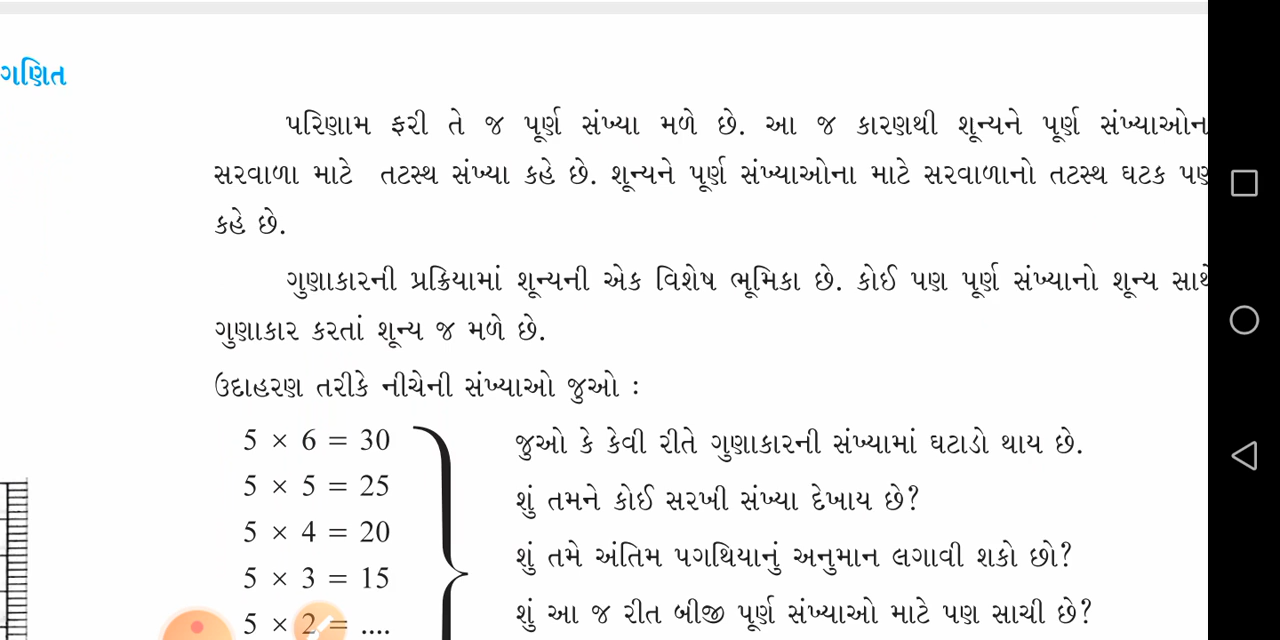 ગણિત
પરિણામ ફરી તે જ પૂર્ણ સંખ્યા મળે છે. આ જ કારણથી શૂન્યને પૂર્ણ
સરવાળા માટે તટસ્થ સંખ્યા કહે છે. શૂન્યને પૂર્ણ સંખ્યાઓના માટે સરવાળાનો તટસ્થ ઘટક
કહે છે.
ગુણાકારની પ્રક્રિયામાં શૂન્યની એક વિશેષ ભૂમિકા છે. કોઈ પણ પૂર્ણ સંખ્યાનો શૂન્ય
ગુણાકાર કરતાં શૂન્ય જ મળે છે.
ઉદાહરણ તરીકે નીચેની સંખ્યાઓ જુઓ :
5 × 6 = 30
5 × 5 = 25
5 × 4 = 20
5 × 3 = 15
5 × 2 = ....
જુઓ કે કેવી રીતે ગુણાકારની સંખ્યામાં ઘટાડો થાય છે.
શું તમને કોઈ સરખી સંખ્યા દેખાય છે?
શું તમે અંતિમ પગથિયાનું અનુમાન લગાવી શકો છો?
શું આ જ રીત બીજી પૂર્ણ સંખ્યાઓ માટે પણ સાચી છે?